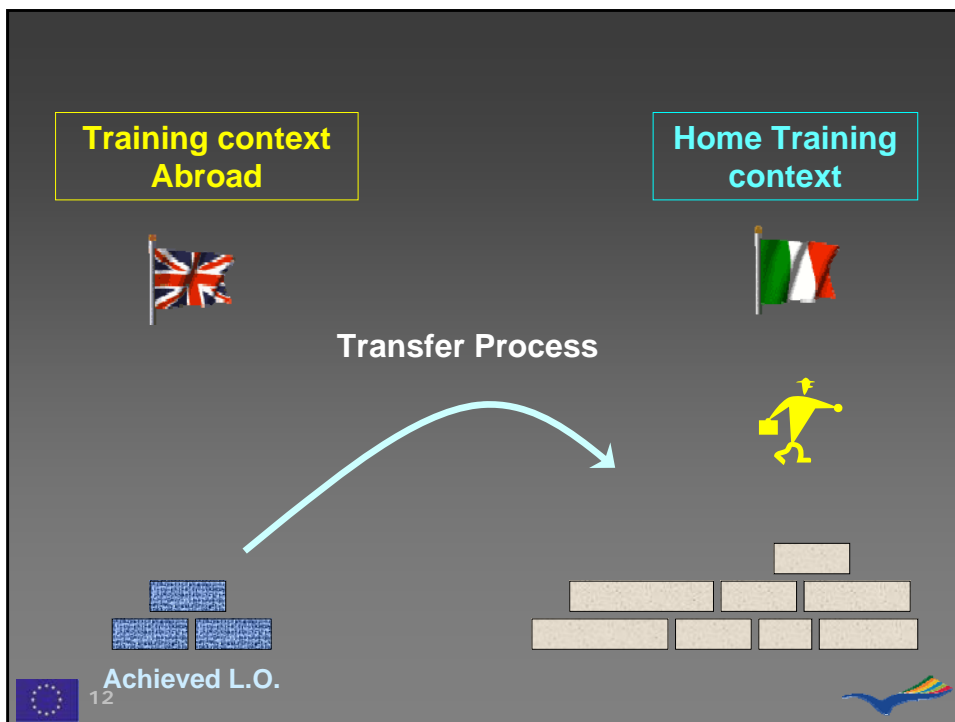 Training context
Abroad
Home Training
context
Transfer Process
Achieved L.O.
12